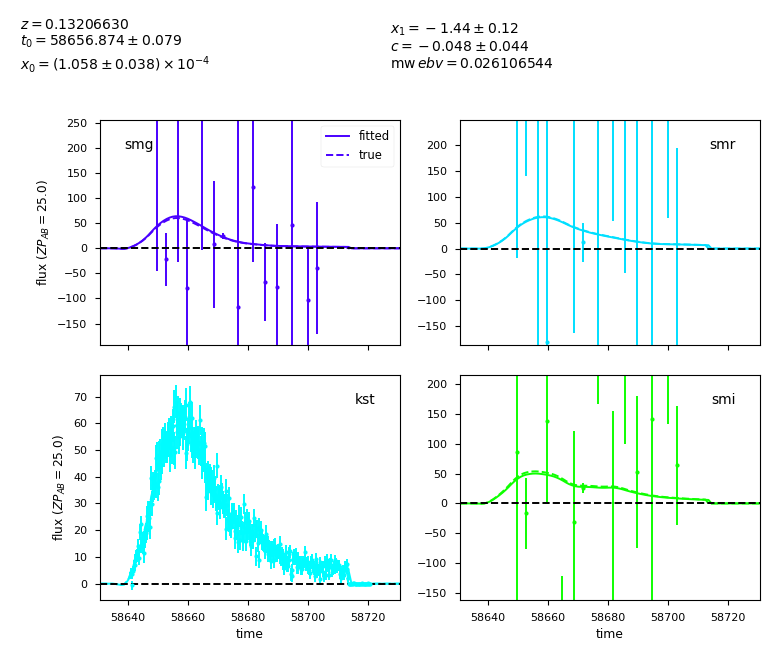 z = 0.13206630
t₀ = 58656.874 ± 0.079
x₀ = (1.058 ± 0.038) × 10⁻⁴
x₁ = −1.44 ± 0.12
c = −0.048 ± 0.044
mw ebv = 0.026106544
250
200
150
100
50
0
−50
−100
−150
flux (ZP_AB = 25.0)
smg
fitted
true
200
150
100
50
0
−50
−100
−150
smr
70
60
50
40
30
20
10
0
flux (ZP_AB = 25.0)
kst
58640 58660 58680 58700 58720
time
200
150
100
50
0
−50
−100
−150
smi
58640 58660 58680 58700 58720
time